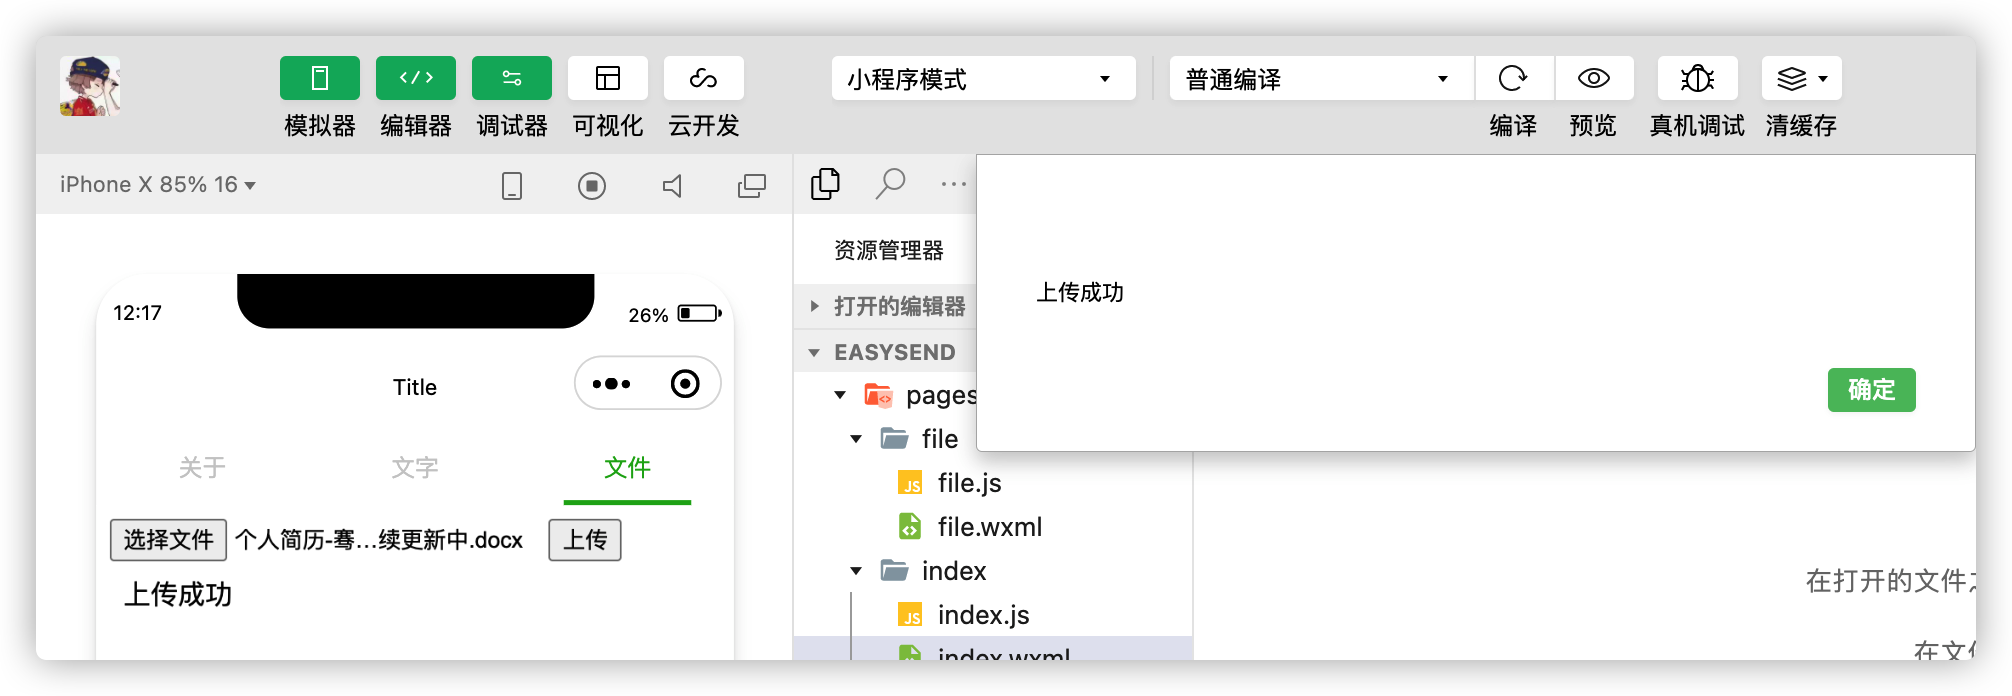 小程序模式
普通编译
模拟器 编辑器 调试器 可视化 云开发
编译 预览 真机调试 清缓存
iPhone X 85% 16
资源管理器
打开的编辑器
EASYSEND
pages
file
JS file.js
file.wxml
index
JS index.js
index.wxml
上传成功
确定
12:17
26%
Title
关于 文字 文件
选择文件 个人简历-骞...续更新中.docx 上传
上传成功
在打开的文件
在文